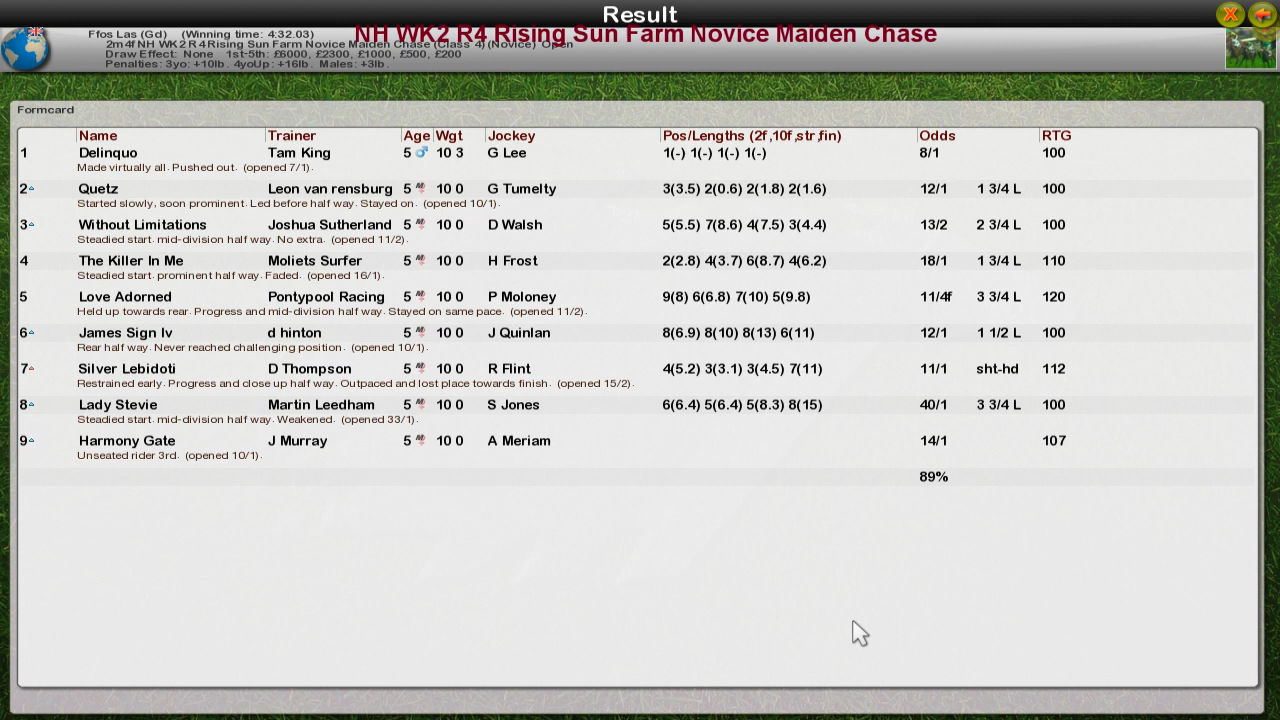 Result
NH WK2 R4 Rising Sun Farm Novice Maiden Chase
Ffos Las (Gd) (Winning time: 4:32.03)
2m4f NH WK2 R4 Rising Sun Farm Novice Maiden Chase (Class 4) (Novice) Open
Draw Effect: None 1st-5th: £6000, £2300, £1000, £500, £200
Penalties: 3yo: +10lb. 4yoUp: +16lb. Males: +3lb.
Formcard
Name Trainer Age Wgt Jockey Pos/Lengths (2f,10f,str,fin) Odds RTG
1 Delinquo Tam King 5 10 3 G Lee 1(-) 1(-) 1(-) 1(-) 8/1 100
Made virtually all. Pushed out. (opened 7/1).
2 Quetz Leon van rensburg 5 10 0 G Tumelty 3(3.5) 2(0.6) 2(1.8) 2(1.6) 12/1 1 3/4 L 100
Started slowly, soon prominent. Led before half way. Stayed on. (opened 10/1).
3 Without Limitations Joshua Sutherland 5 10 0 D Walsh 5(5.5) 7(8.6) 4(7.5) 3(4.4) 13/2 2 3/4 L 100
Steadied start. mid-division half way. No extra. (opened 11/2).
4 The Killer In Me Moliets Surfer 5 10 0 H Frost 2(2.8) 4(3.7) 6(8.7) 4(6.2) 18/1 1 3/4 L 110
Steadied start. prominent half way. Faded. (opened 16/1).
5 Love Adorned Pontypool Racing 5 10 0 P Moloney 9(8) 6(6.8) 7(10) 5(9.8) 11/4f 3 3/4 L 120
Held up towards rear. Progress and mid-division half way. Stayed on same pace. (opened 11/2).
6 James Sign Iv d hinton 5 10 0 J Quinlan 8(6.9) 8(10) 8(13) 6(11) 12/1 1 1/2 L 100
Rear half way. Never reached challenging position. (opened 10/1).
7 Silver Lebidoti D Thompson 5 10 0 R Flint 4(5.2) 3(3.1) 3(4.5) 7(11) 11/1 sht-hd 112
Restrained early. Progress and close up half way. Outpaced and lost place towards finish. (opened 15/2).
8 Lady Stevie Martin Leedham 5 10 0 S Jones 6(6.4) 5(6.4) 5(8.3) 8(15) 40/1 3 3/4 L 100
Steadied start. mid-division half way. Weakened. (opened 33/1).
9 Harmony Gate J Murray 5 10 0 A Meriam 14/1 107
Unseated rider 3rd. (opened 10/1).
89%